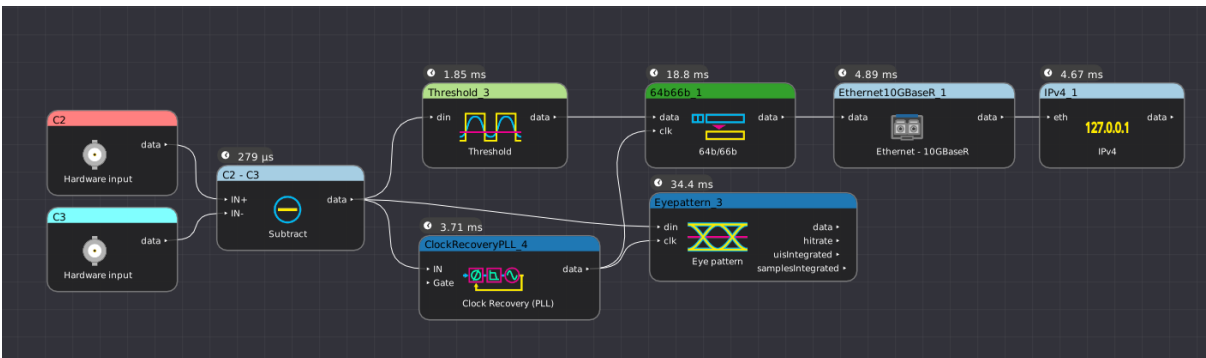 C2
data
Hardware input
C3
data
Hardware input
279 µs
C2 - C3
IN+
IN-
data
Subtract
1.85 ms
Threshold_3
din
data
Threshold
3.71 ms
ClockRecoveryPLL_4
IN
Gate
data
Clock Recovery (PLL)
18.8 ms
64b66b_1
data
clk
data
64b/66b
34.4 ms
Eyepattern_3
din
clk
Eye pattern
data
hitrate
uisIntegrated
samplesIntegrated
4.89 ms
Ethernet10GBaseR_1
data
data
Ethernet - 10GBaseR
4.67 ms
IPv4_1
eth
data
127.0.0.1
IPv4